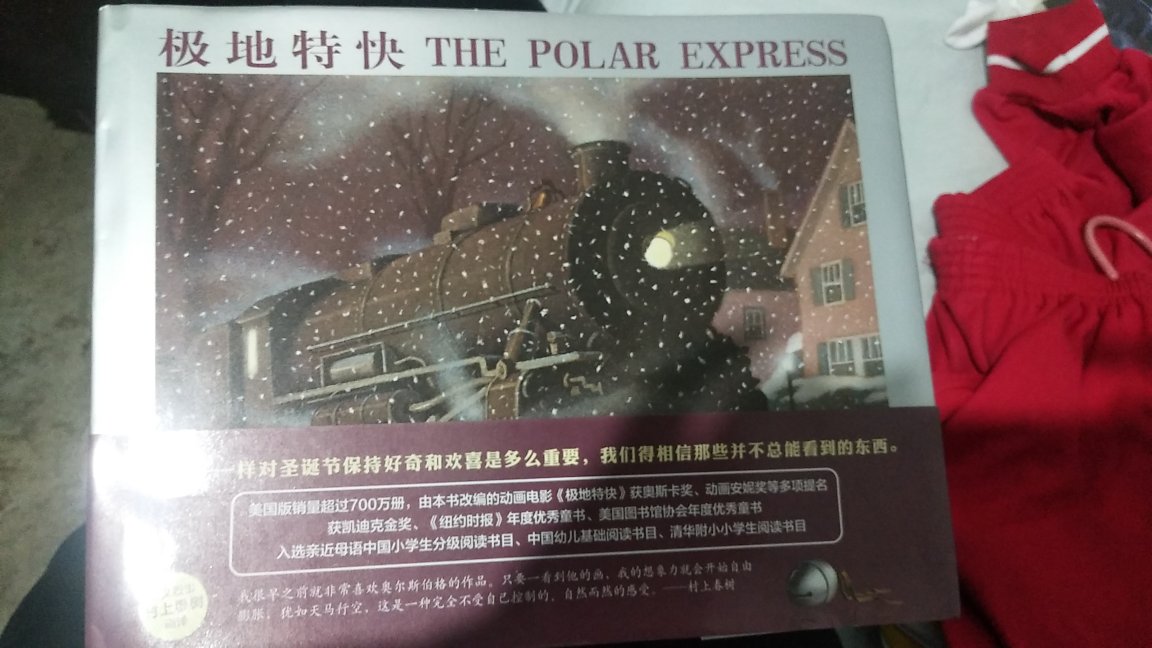 极地特快 THE POLAR EXPRESS
一样对圣诞节保持好奇和欢喜是多么重要，我们得相信那些并不总能看到的东西。
美国版销量超过700万册，由本书改编的动画电影《极地特快》获奥斯卡奖、动画安妮奖等多项提名
获凯迪克金奖、《纽约时报》年度优秀童书、美国图书馆协会年度优秀童书
入选亲近母语中国小学生分级阅读书目、中国幼儿基础阅读书目、清华附小小学生阅读书目
我很早之前就非常喜欢奥尔斯伯格的作品。只要一看到他的画，我的想象力就会开始自由
膨胀，犹如天马行空，这是一种完全不受自己控制的、自然而然的感受。——村上春树
村上春树